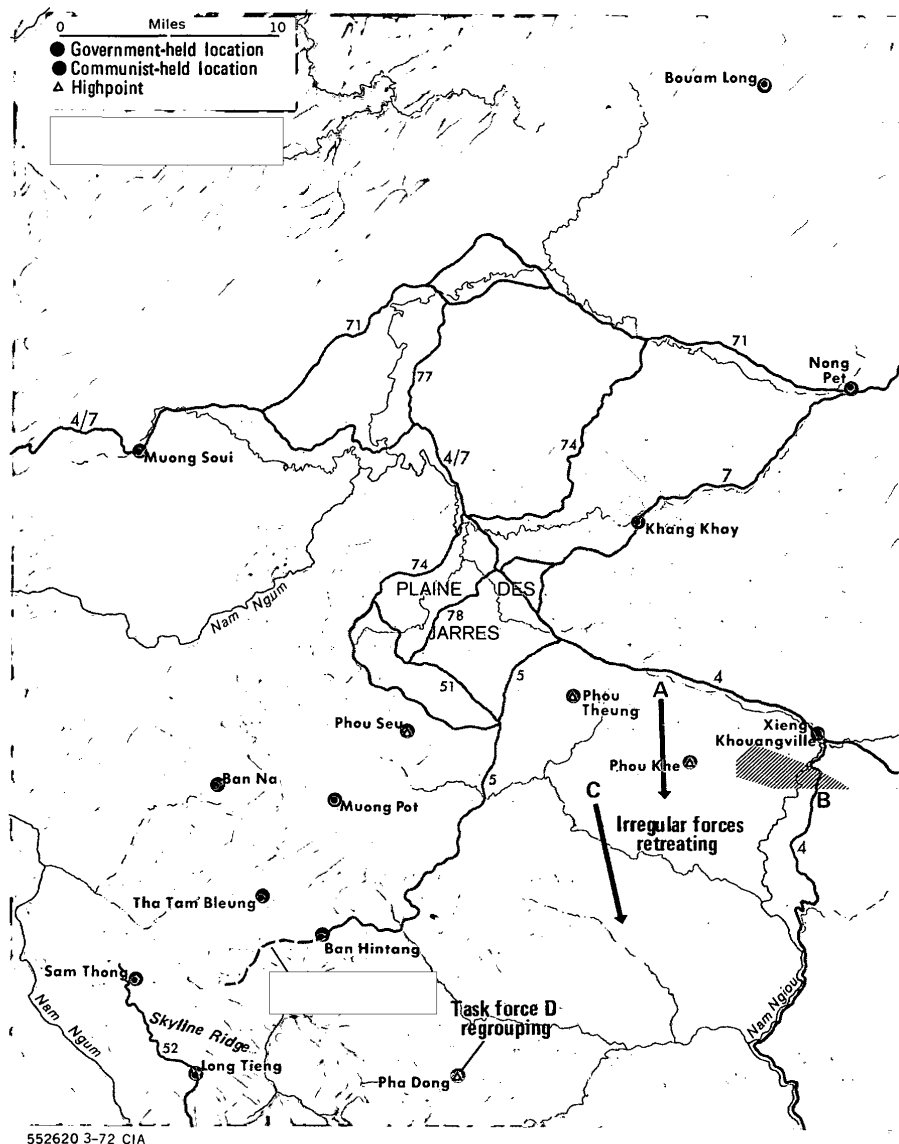 0 Miles 10
Government-held location
Communist-held location
Highpoint
Bouam Long
71
71
77
Nong
Pet
4/7
Muong Soui
4/7
74
7
Khang Khay
74
PLAINE DES
78
JARRES
Nam Ngum
51
5
4
A
Phou
Theung
Phou Seu
Xieng
Khouangville
Phou Khe
Ban Na
5
C
B
Muong Pot
Irregular forces
retreating
4
Tha Tam Bleung
Ban Hintang
Sam Thong
Nam Ngum
Skyline Ridge
52
Long Tieng
Task force D
regrouping
Nam Ngiou
Pha Dong
552620 3-72 CIA